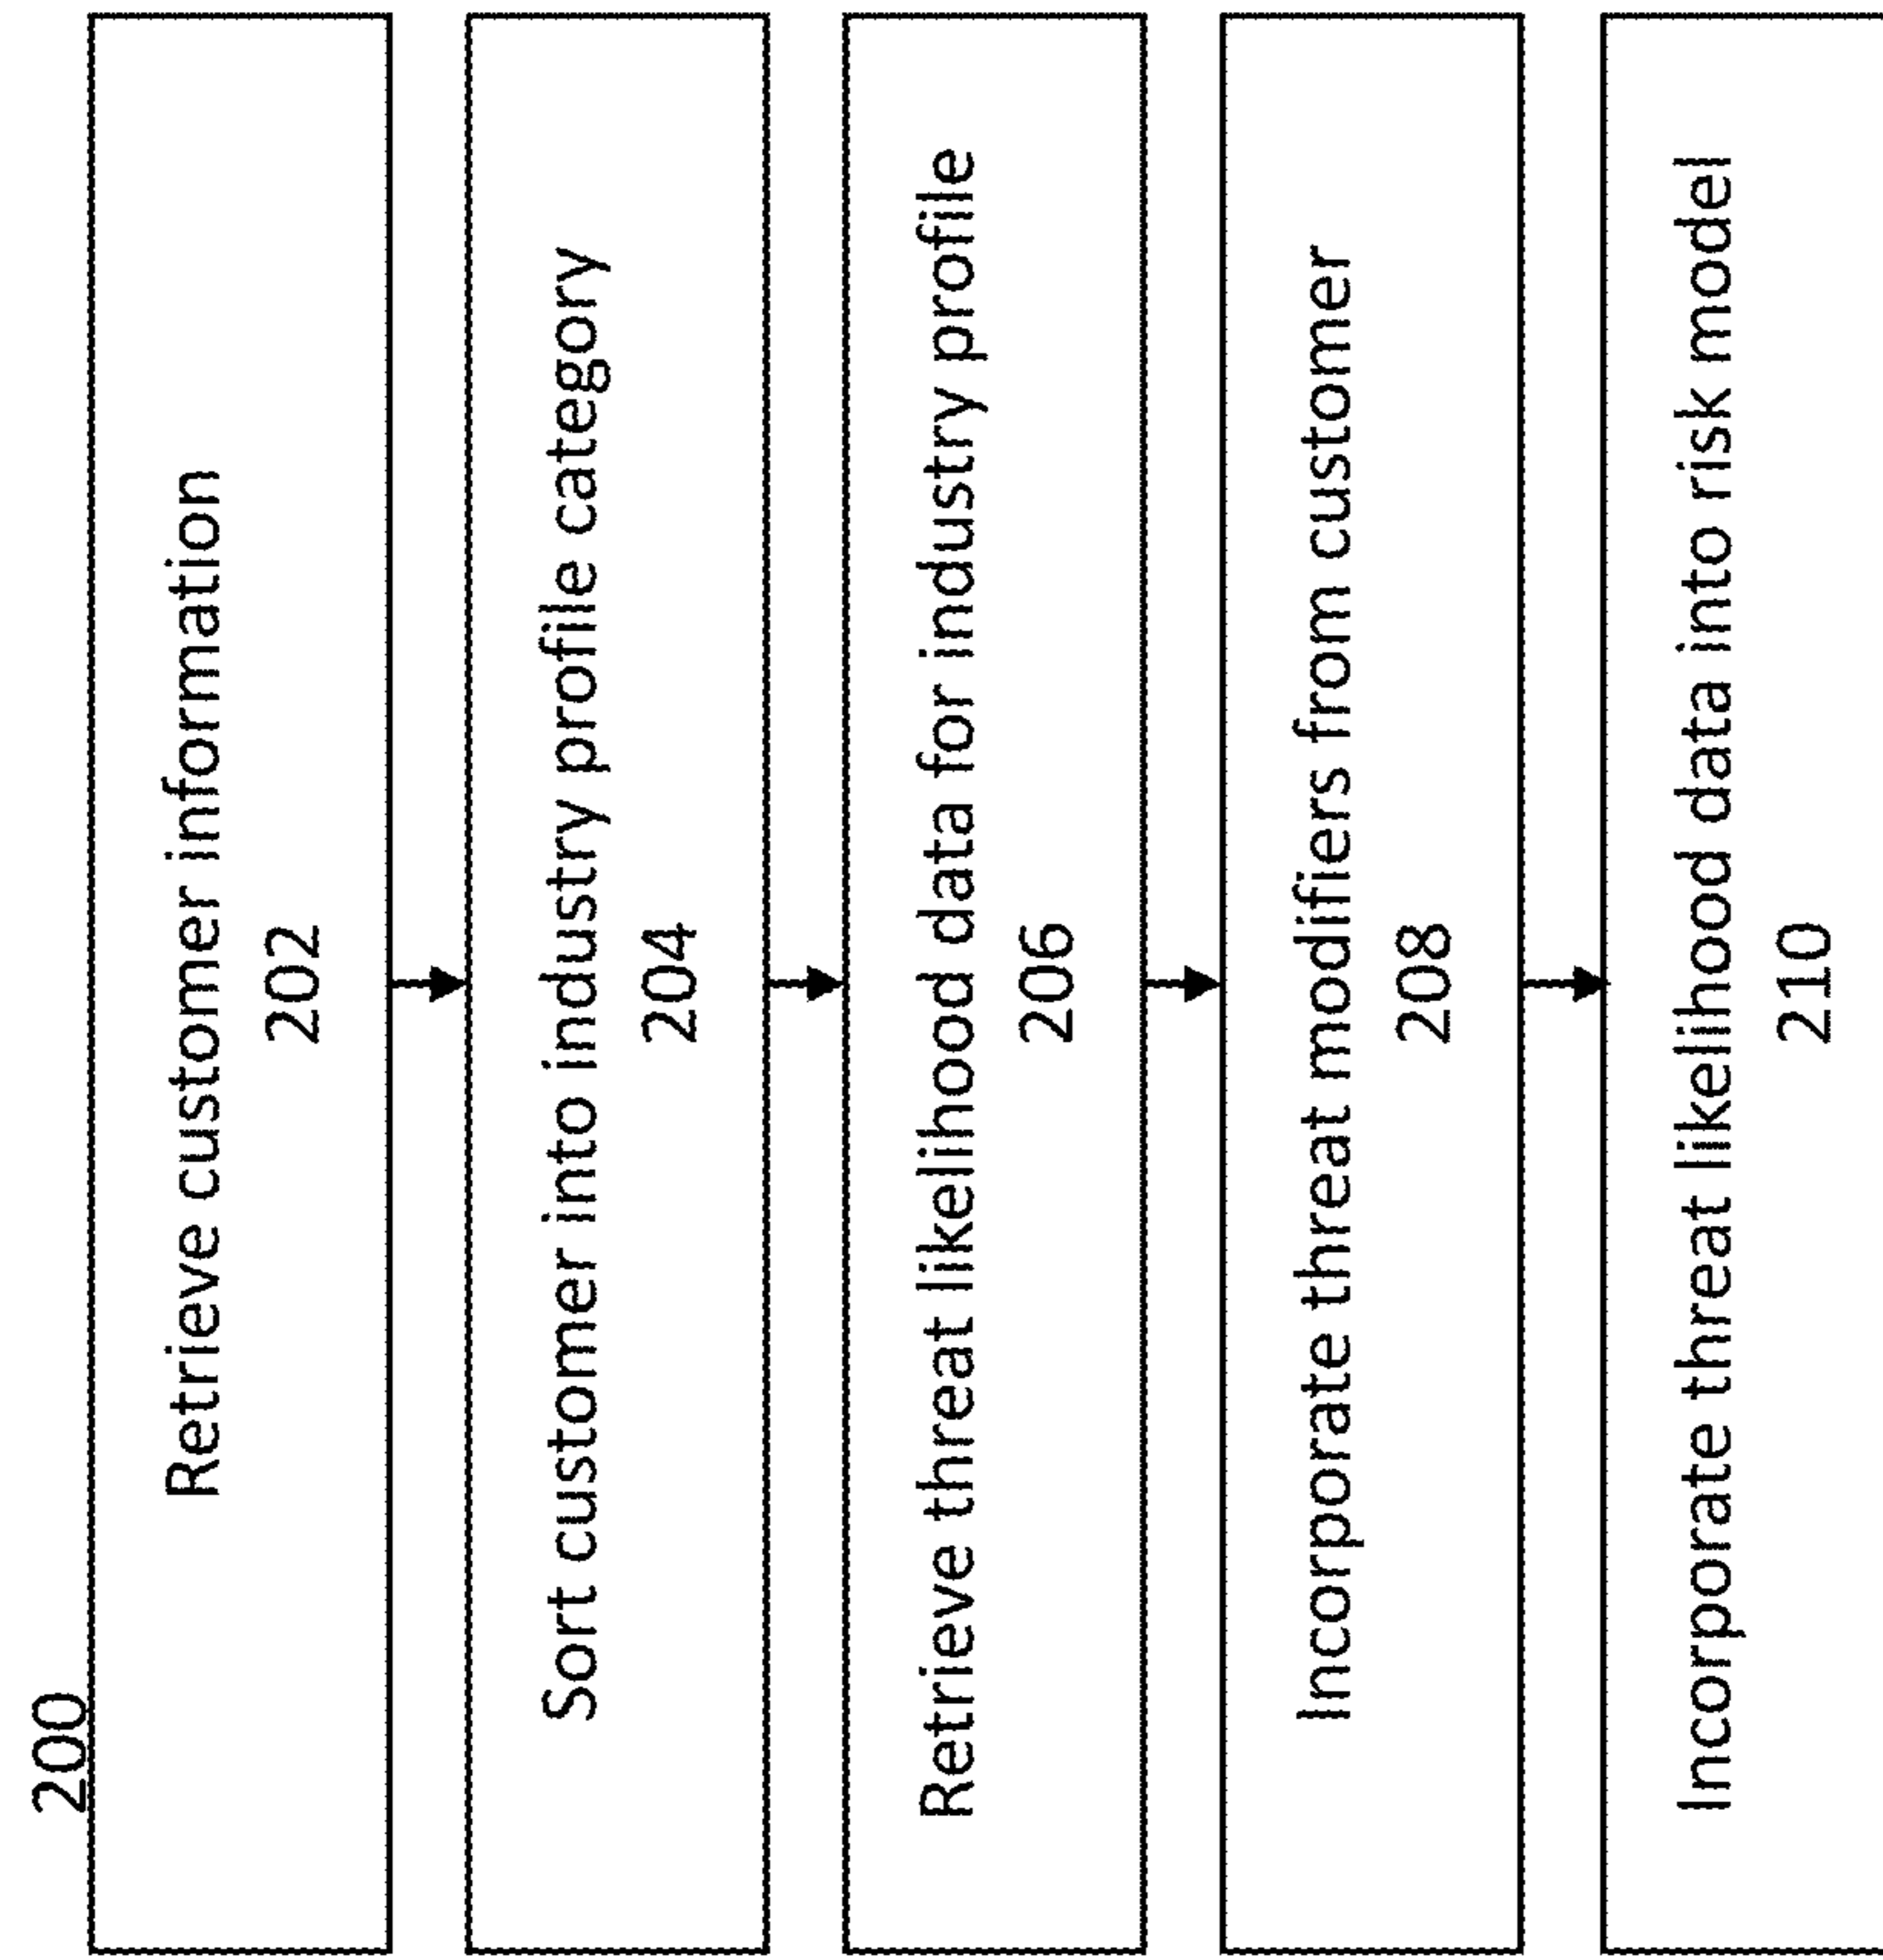 200
Retrieve customer information
202
Sort customer into industry profile category
204
Retrieve threat likelihood data for industry profile
206
Incorporate threat modifiers from customer
208
Incorporate threat likelihood data into risk model
210